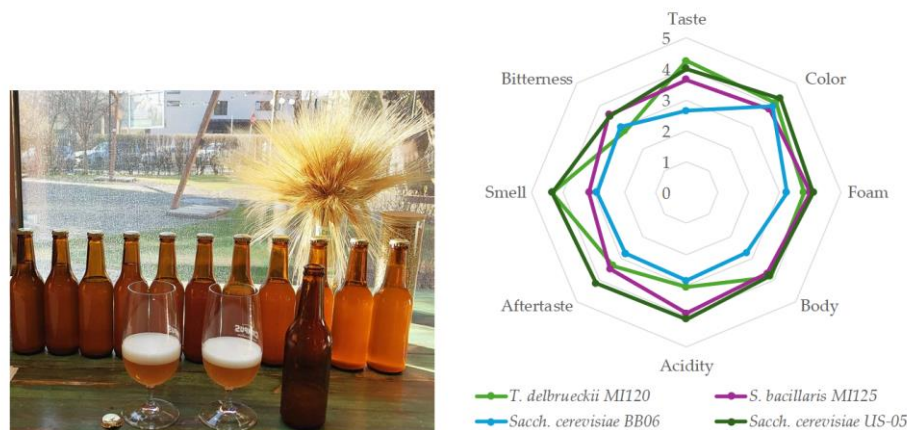 Taste
5
4
3
2
1
0
Bitterness
Color
Smell
Foam
Aftertaste
Body
Acidity
T. delbrueckii MI120
S. bacillaris MI125
Sacch. cerevisiae BB06
Sacch. cerevisiae US-05